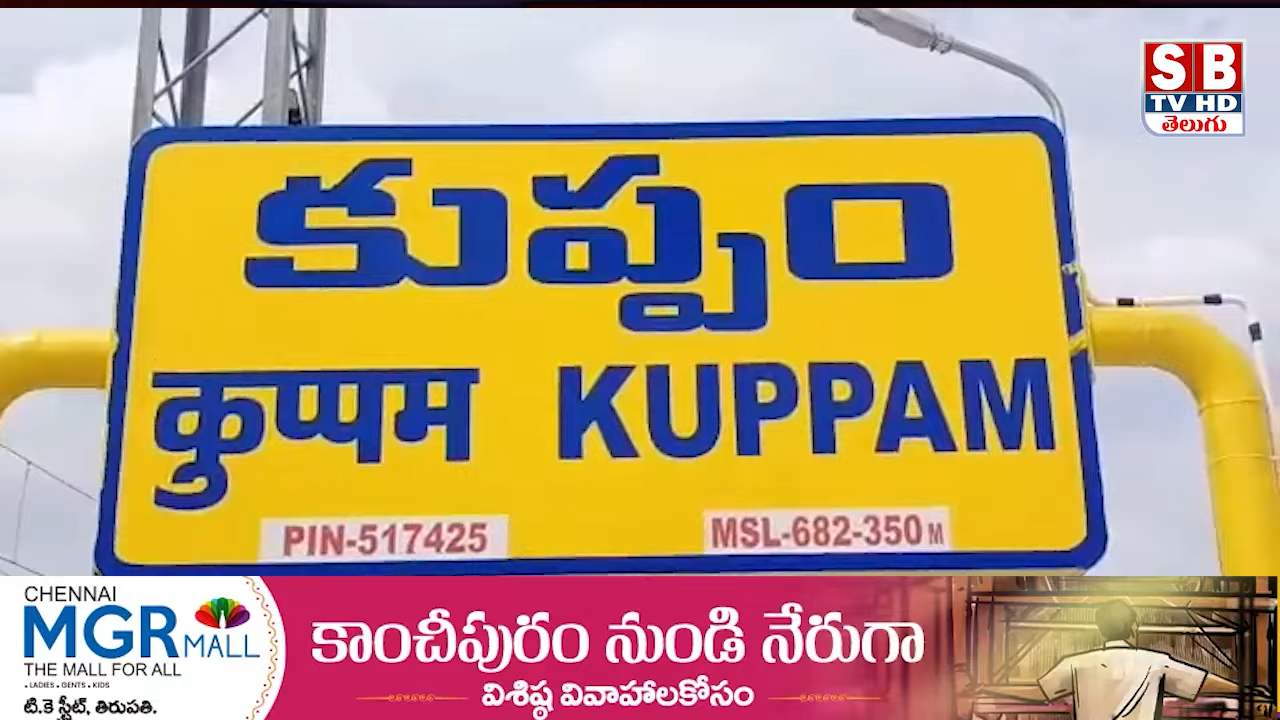 SB
TV HD
తెలుగు
కుప్పం
कुप्पम KUPPAM
PIN-517425 MSL-682-350 M
CHENNAI
MGR MALL
THE MALL FOR ALL
. LADIES . GENTS . KIDS
టి.కె స్ట్రీట్, తిరుపతి.
కాంచీపురం నుండి నేరుగా
విశిష్ఠ వివాహాలకోసం